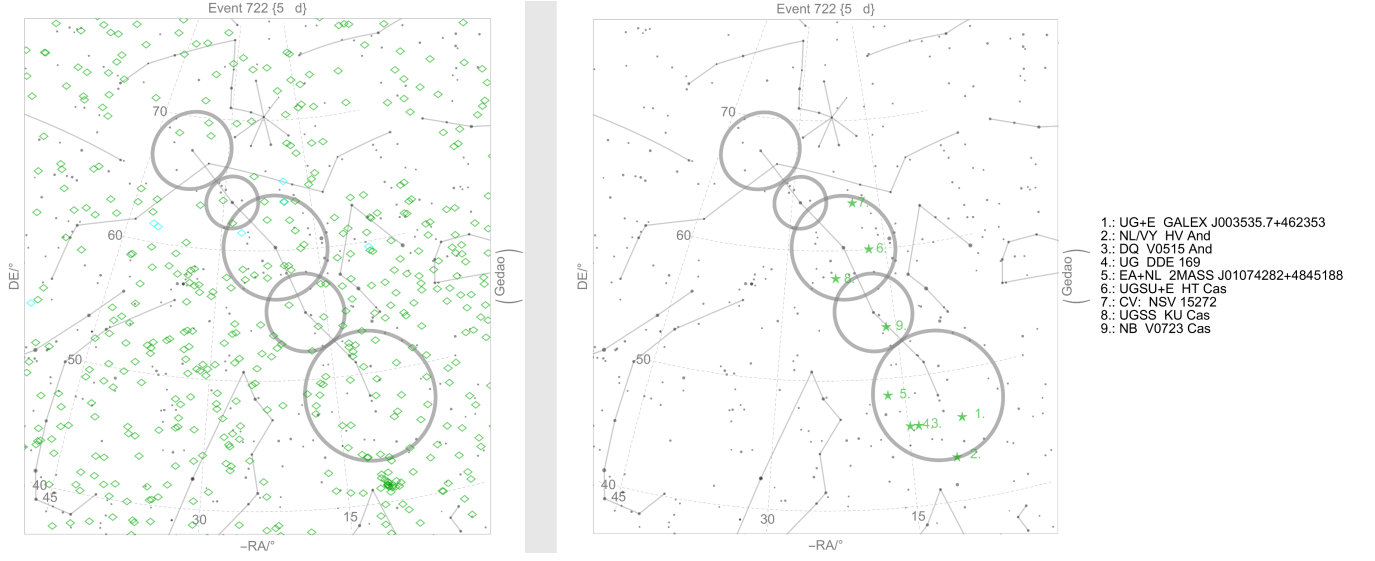 Event 722 {5 d}
Event 722 {5 d}
70
70
60
60
50
50
40
45
40
45
30
15
30
15
DE/°
DE/°
(Gedao)
(Gedao)
–RA/°
–RA/°
7.
6.
8.
9.
5.
1.
43.
2.
1.: UG+E GALEX J003535.7+462353
2.: NL/VY HV And
3.: DQ V0515 And
4.: UG DDE 169
5.: EA+NL 2MASS J01074282+4845188
6.: UGSU+E HT Cas
7.: CV: NSV 15272
8.: UGSS KU Cas
9.: NB V0723 Cas